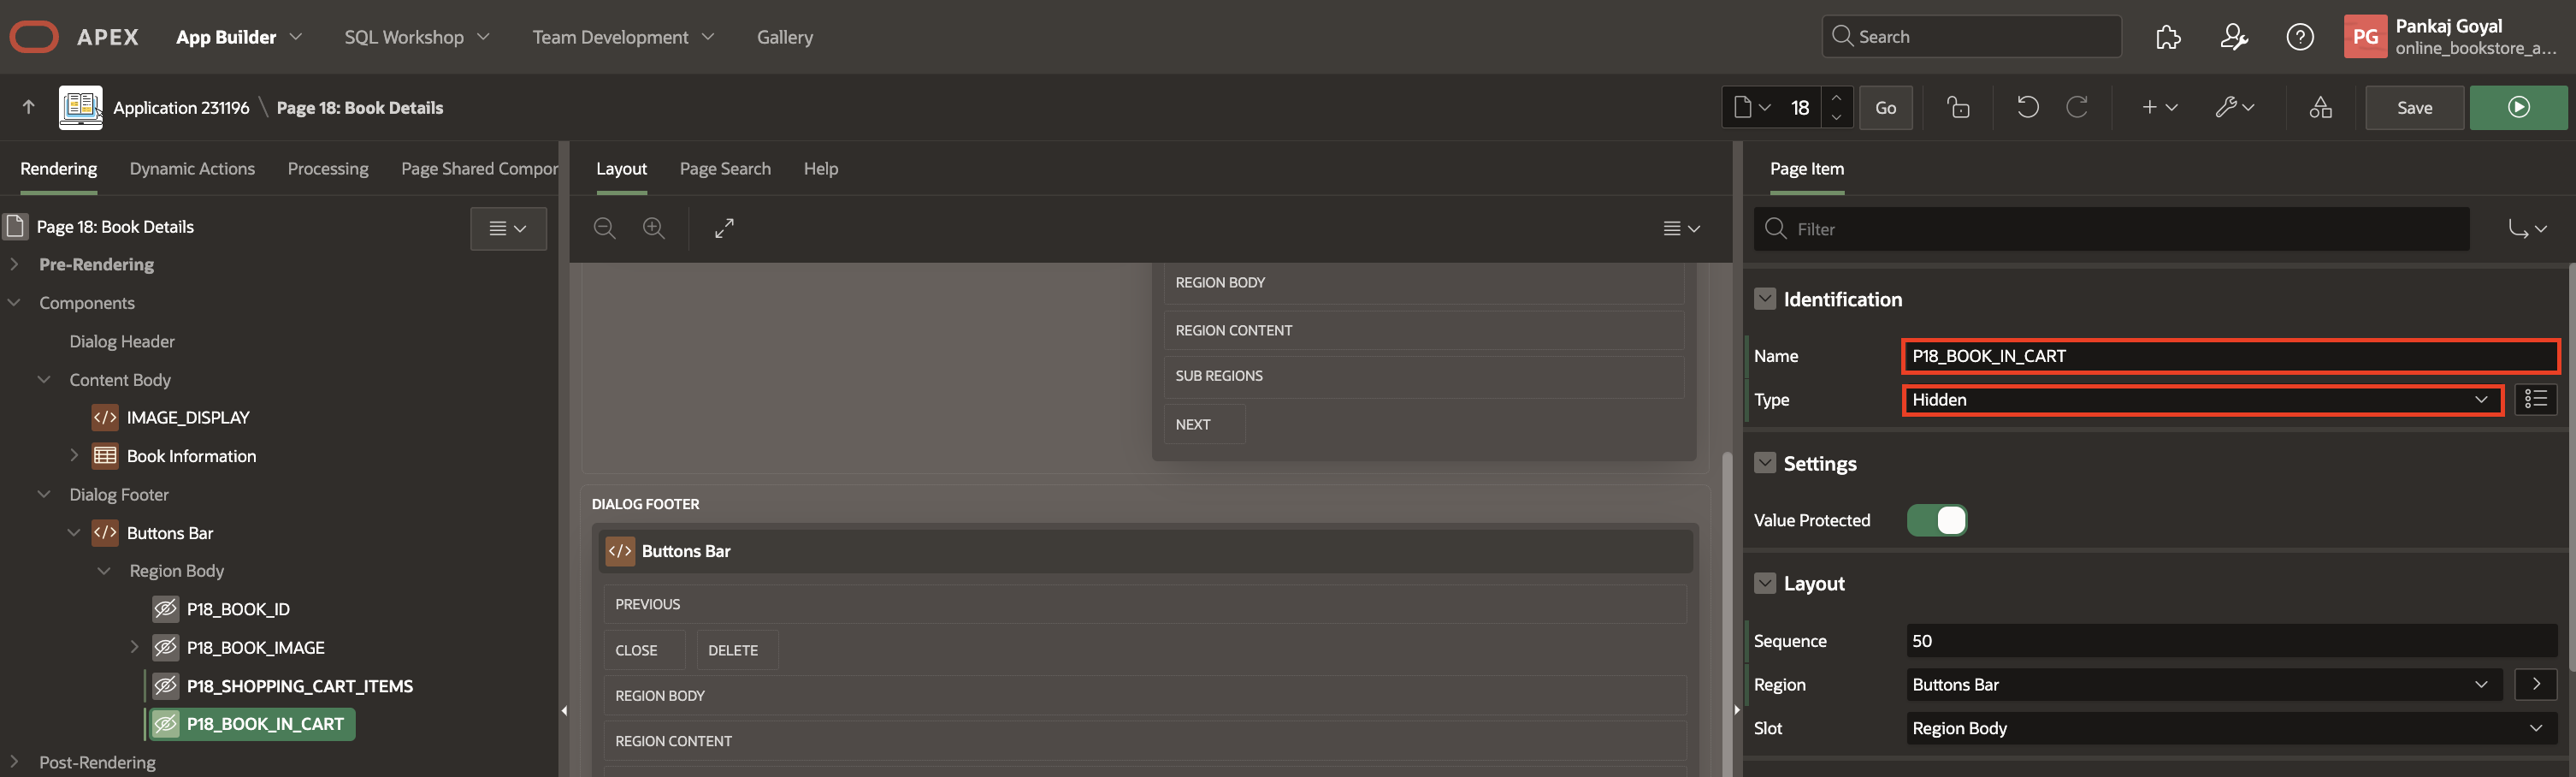 APEX App Builder SQL Workshop Team Development Gallery Search PG Pankaj Goyal
online_bookstore_a...
Application 231196 \ Page 18: Book Details 18 Go Save
Rendering Dynamic Actions Processing Page Shared Compor
Page 18: Book Details
Pre-Rendering
Components
Dialog Header
Content Body
IMAGE_DISPLAY
Book Information
Dialog Footer
Buttons Bar
Region Body
P18_BOOK_ID
P18_BOOK_IMAGE
P18_SHOPPING_CART_ITEMS
P18_BOOK_IN_CART
Post-Rendering
Layout Page Search Help
REGION BODY
REGION CONTENT
SUB REGIONS
NEXT
DIALOG FOOTER
Buttons Bar
PREVIOUS
CLOSE DELETE
REGION BODY
REGION CONTENT
Page Item
Filter
Identification
Name P18_BOOK_IN_CART
Type Hidden
Settings
Value Protected
Layout
Sequence 50
Region Buttons Bar
Slot Region Body